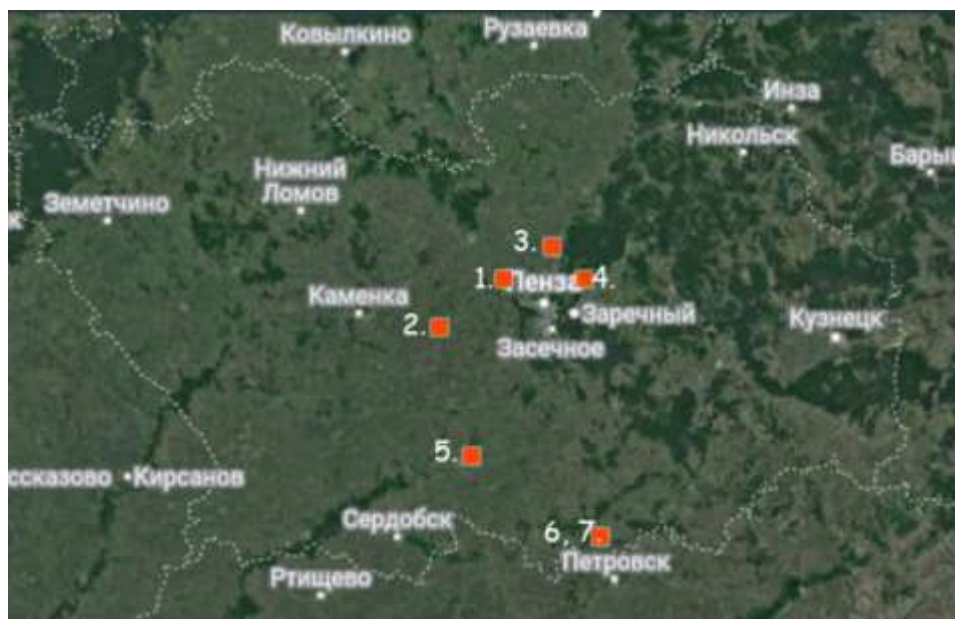 Ковылкино
Рузаевка
Инза
Никольск
Нижний
Ломов
Земетчино
к
Бары
3.
1.
Пенза
4.
Каменка
2.
Заречный
Кузнецк
Засечное
5.
ссказово
Кирсанов
Сердобск
6, 7.
Петровск
Ртищево